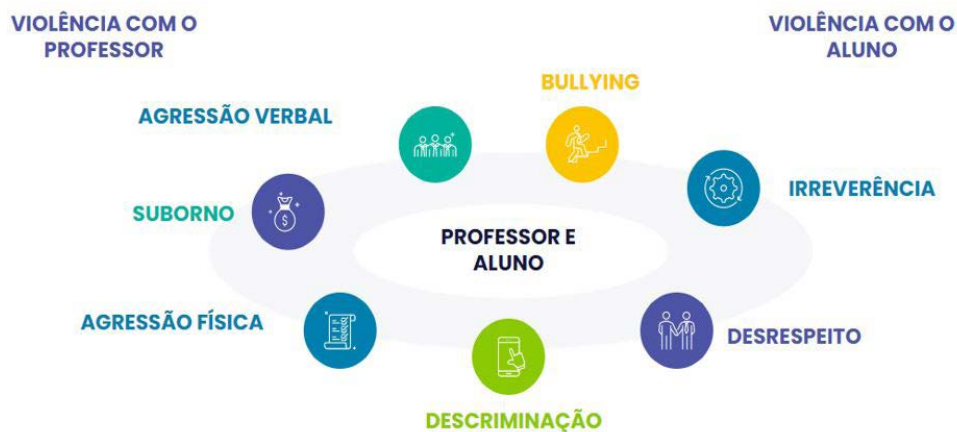 VIOLÊNCIA COM O
PROFESSOR
VIOLÊNCIA COM O
ALUNO
BULLYING
AGRESSÃO VERBAL
IRREVERÊNCIA
SUBORNO
PROFESSOR E
ALUNO
AGRESSÃO FÍSICA
DESRESPEITO
DESCRIMINAÇÃO